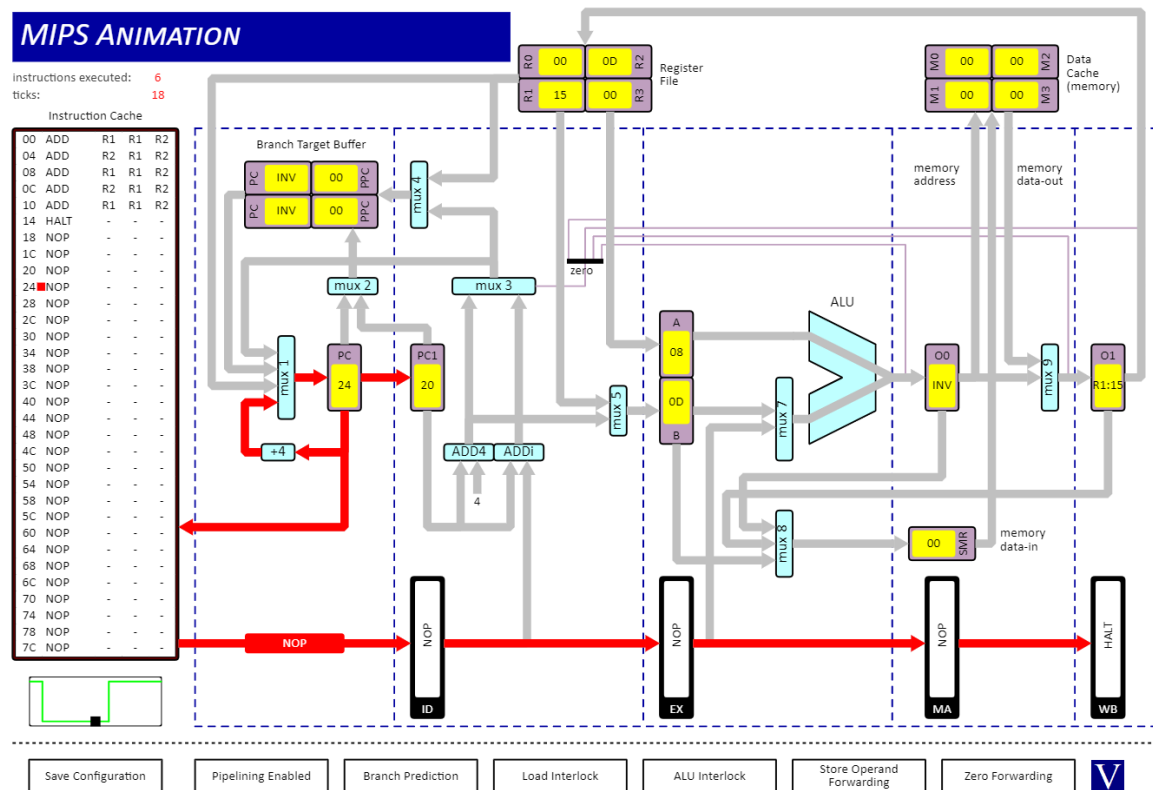 MIPS ANIMATION
instructions executed: 6
ticks: 18
Instruction Cache
00 ADD R1 R1 R2
04 ADD R2 R1 R2
08 ADD R1 R1 R2
0C ADD R2 R1 R2
10 ADD R1 R1 R2
14 HALT
18 NOP - - -
1C NOP - - -
20 NOP - - -
24 NOP - - -
28 NOP - - -
2C NOP - - -
30 NOP - - -
34 NOP - - -
38 NOP - - -
3C NOP - - -
40 NOP - - -
44 NOP - - -
48 NOP - - -
4C NOP - - -
50 NOP - - -
54 NOP - - -
58 NOP - - -
5C NOP - - -
60 NOP - - -
64 NOP - - -
68 NOP - - -
6C NOP - - -
70 NOP - - -
74 NOP - - -
78 NOP - - -
7C NOP - - -
R0 00 0D R2
R1 15 00 R3
Register
File
M0 00 00 M2
M1 00 00 M3
Data
Cache
(memory)
Branch Target Buffer
PC INV 00 PPC
PC INV 00 PPC
mux 4
memory
address
memory
data-out
zero
mux 2
mux 3
ALU
mux 1
PC
24
PC1
20
A
08
0D
B
mux 5
mux 7
O0
INV
mux 9
O1
R1:15
+4
ADD4
ADDi
4
mux 8
00 SMR
memory
data-in
NOP
NOP
ID
NOP
EX
NOP
MA
HALT
WB
Save Configuration
Pipelining Enabled
Branch Prediction
Load Interlock
ALU Interlock
Store Operand
Forwarding
Zero Forwarding
V